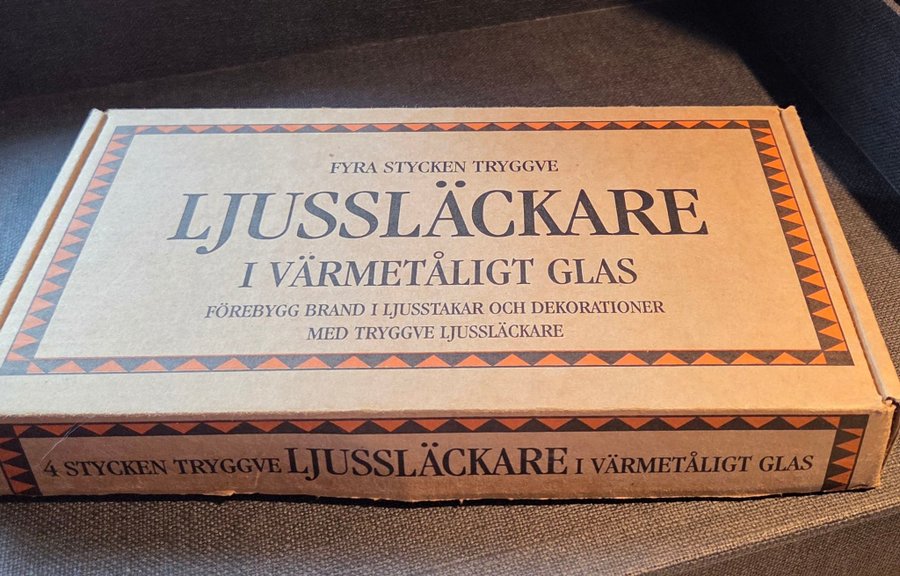 FYRA STYCKEN TRYGGVE
LJUSSLÄCKARE
I VÄRMETÅLIGT GLAS
FÖREBYGG BRAND I LJUSSTAKAR OCH DEKORATIONER
MED TRYGGVE LJUSSLÄCKARE
4 STYCKEN TRYGGVE LJUSSLÄCKARE I VÄRMETÅLIGT GLAS